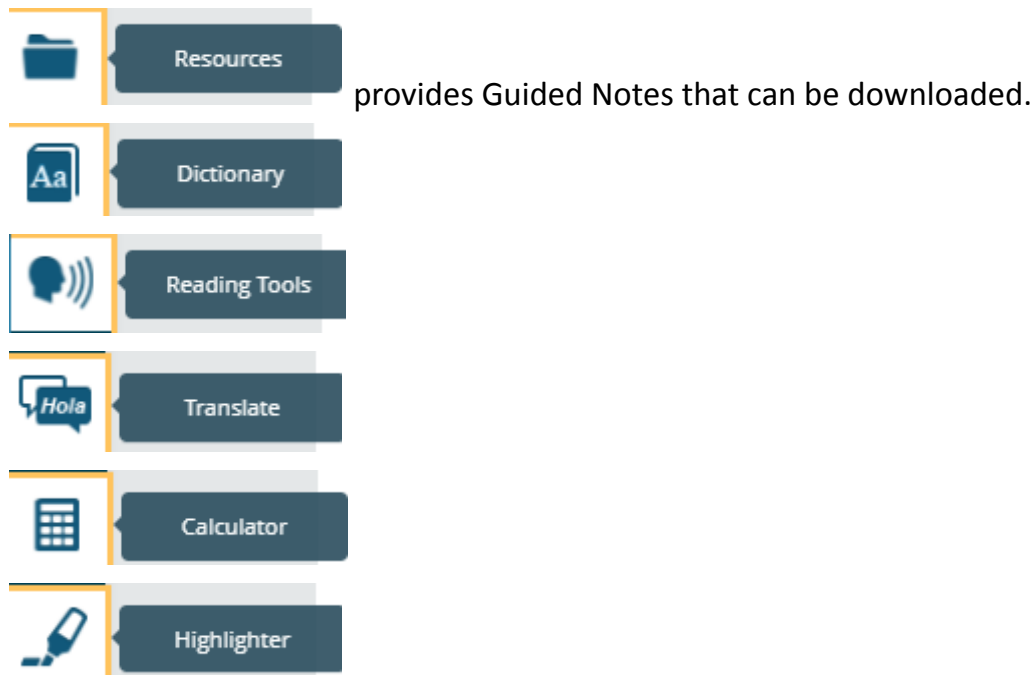 Resources
provides Guided Notes that can be downloaded.
Aa
Dictionary
Reading Tools
Hola
Translate
Calculator
Highlighter